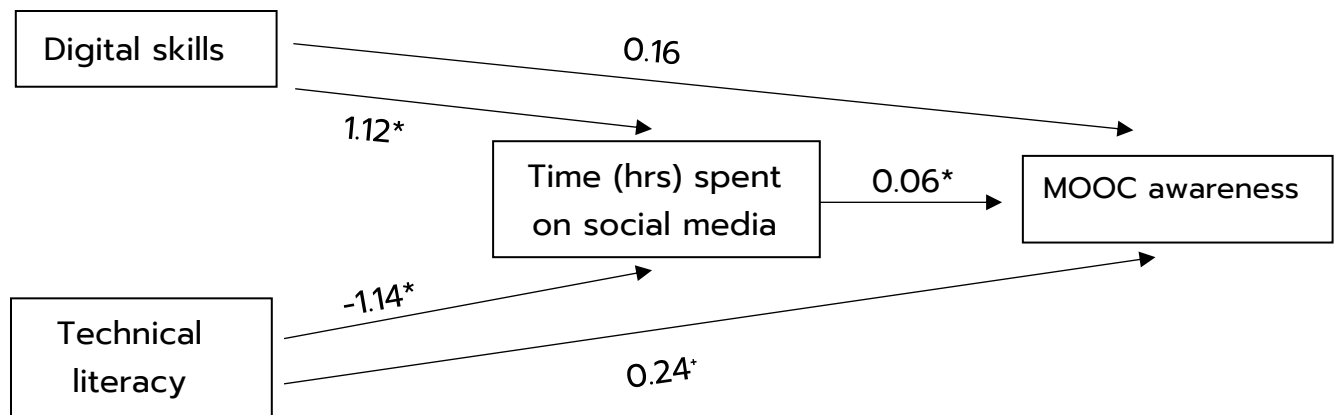 Digital skills
0.16
1.12*
Time (hrs) spent
on social media
0.06*
MOOC awareness
-1.14*
Technical
literacy
0.24⁺